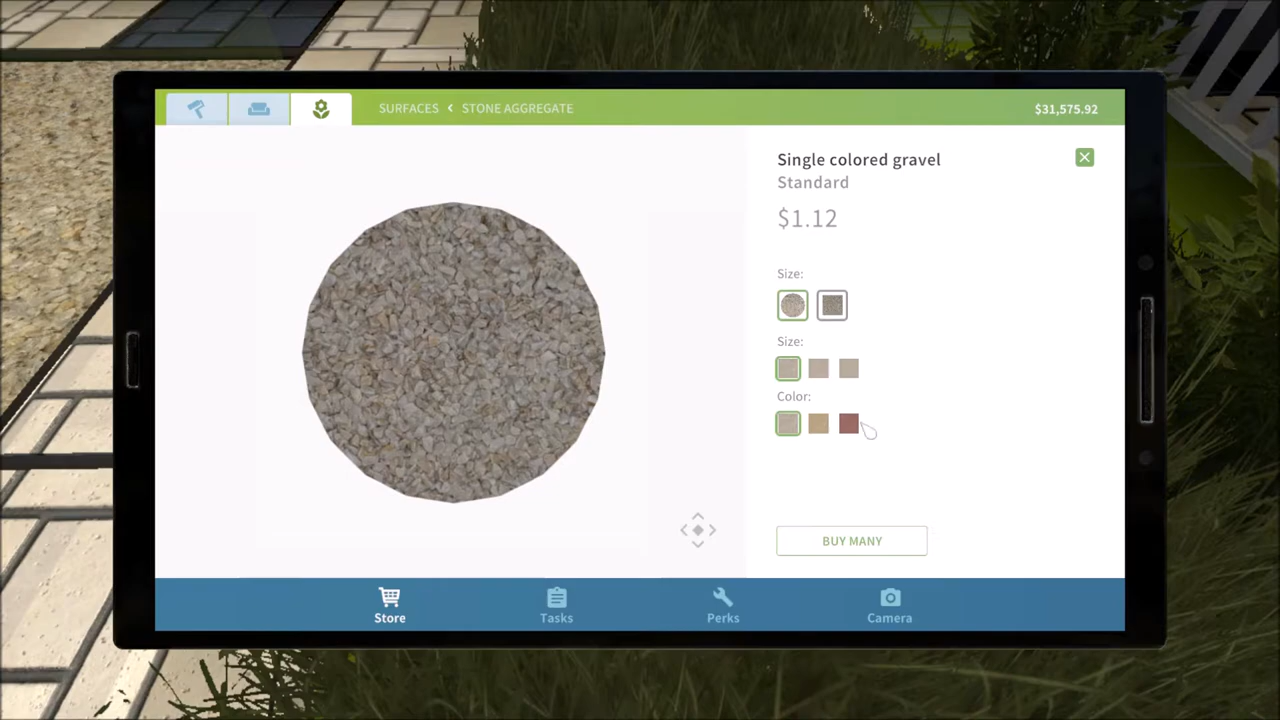 SURFACES < STONE AGGREGATE
$31,575.92
Single colored gravel
Standard
$1.12
Size:
Size:
Color:
BUY MANY
Store
Tasks
Perks
Camera